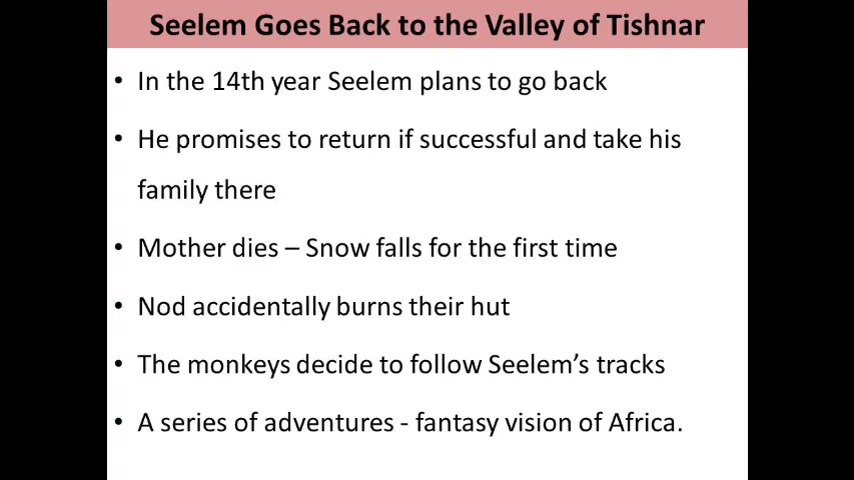 Seelem Goes Back to the Valley of Tishnar
• In the 14th year Seelem plans to go back
• He promises to return if successful and take his
family there
• Mother dies – Snow falls for the first time
• Nod accidentally burns their hut
• The monkeys decide to follow Seelem’s tracks
• A series of adventures - fantasy vision of Africa.